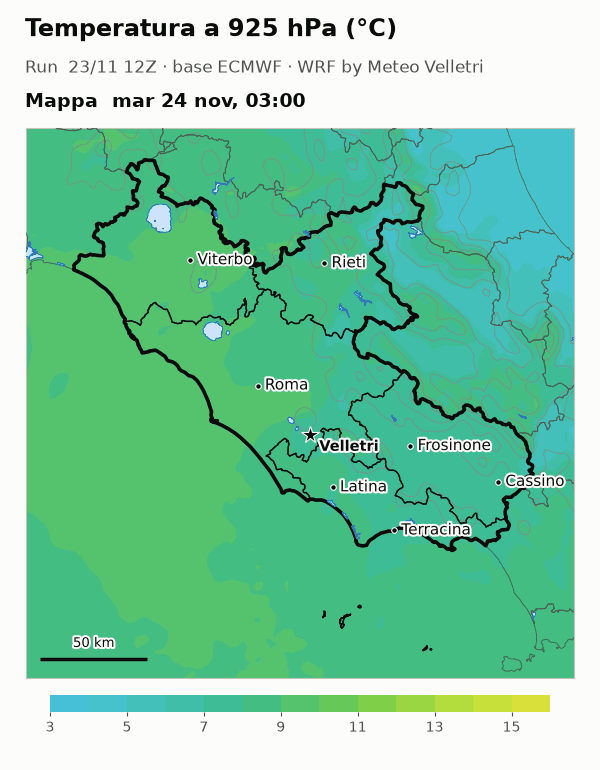 Temperatura a 925 hPa (°C)
Run  23/11 12Z · base ECMWF · WRF by Meteo Velletri
Mappa  mar 24 nov, 03:00
Viterbo
Rieti
Roma
Velletri
Frosinone
Latina
Cassino
Terracina
50 km
3 5 7 9 11 13 15